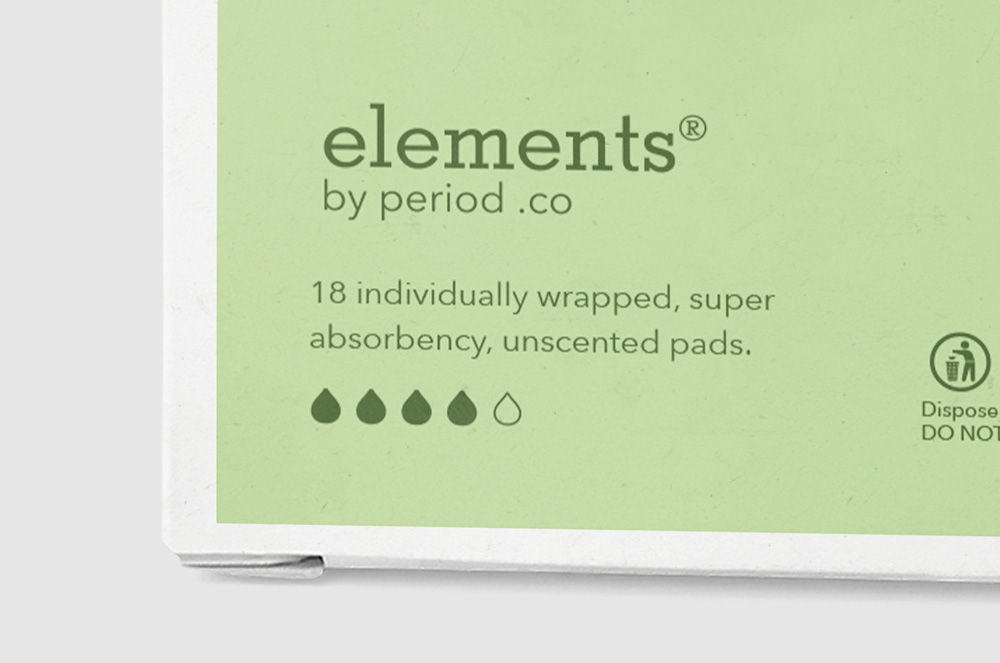 elements®
by period .co
18 individually wrapped, super
absorbency, unscented pads.
Dispose
DO NOT